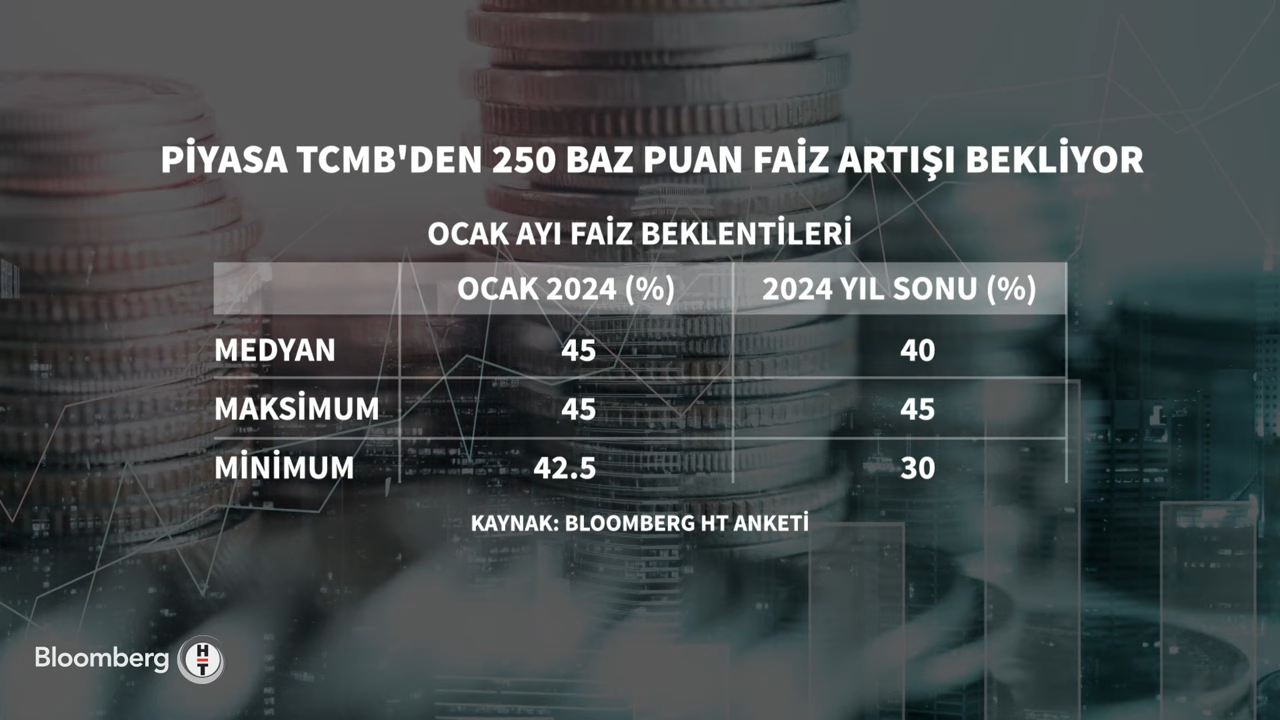 PİYASA TCMB'DEN 250 BAZ PUAN FAİZ ARTIŞI BEKLİYOR
OCAK AYI FAİZ BEKLENTİLERİ
OCAK 2024 (%) 2024 YIL SONU (%)
MEDYAN 45 40
MAKSİMUM 45 45
MİNİMUM 42.5 30
KAYNAK: BLOOMBERG HT ANKETİ
Bloomberg HT